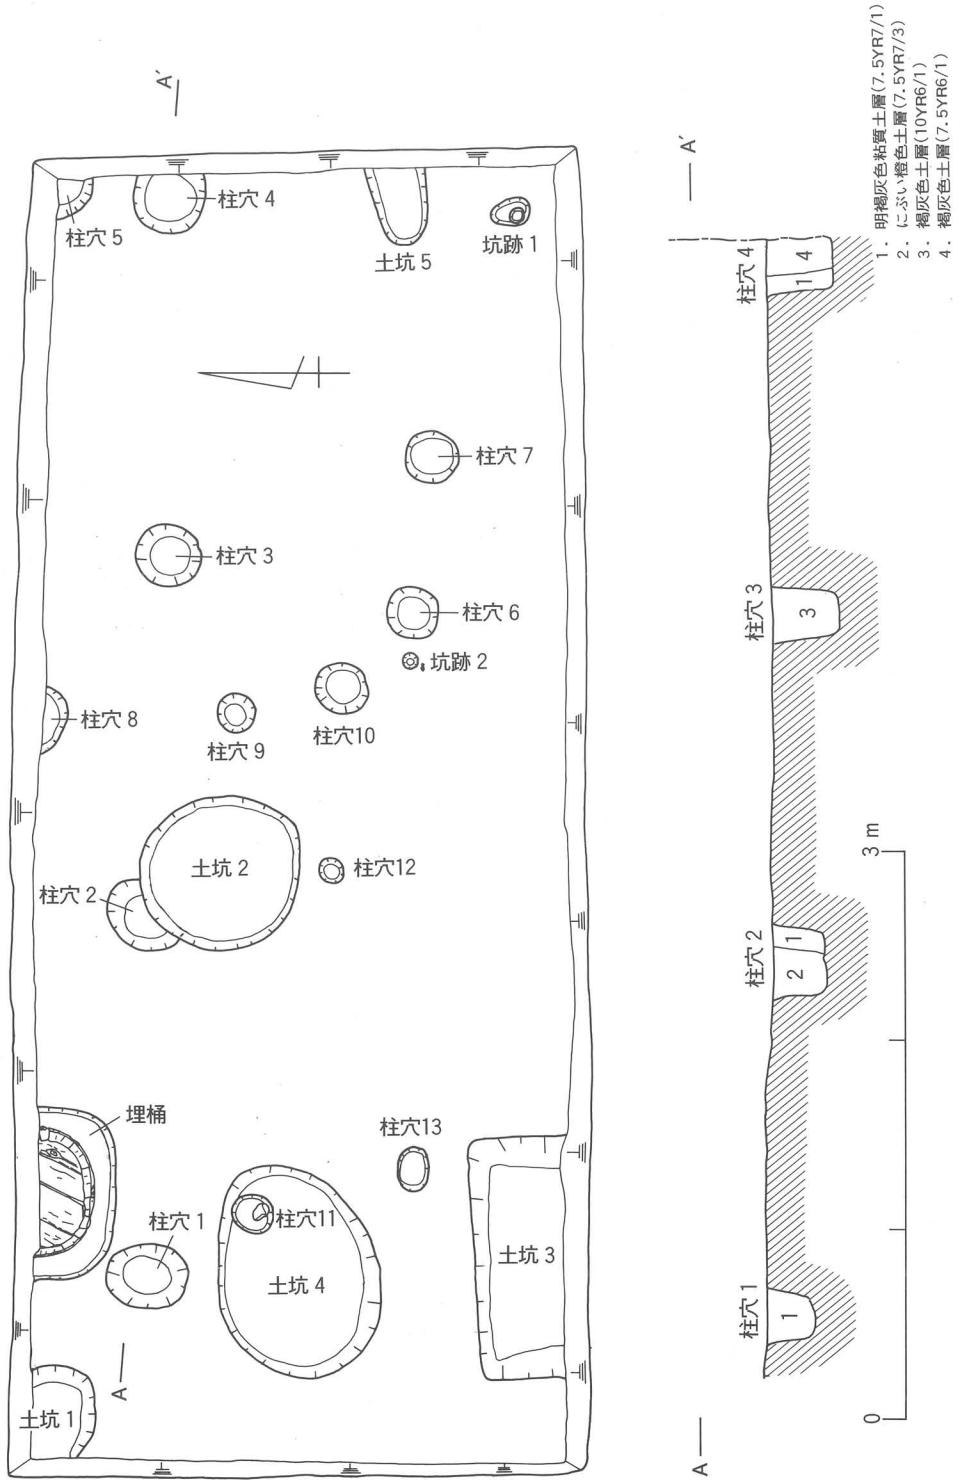 A′
柱穴5
柱穴4
土坑5
坑跡1
柱穴7
柱穴3
柱穴6
坑跡2
柱穴8
柱穴9
柱穴10
土坑2
柱穴12
柱穴2
埋桶
柱穴13
柱穴1
柱穴11
土坑4
土坑3
A
土坑1
A′
柱穴4
1
4
柱穴3
3
柱穴2
1
2
柱穴1
1
A
3 m
0
1. 明褐灰色粘質土層(7.5YR7/1)
2. にぶい橙色土層(7.5YR7/3)
3. 褐灰色土層(10YR6/1)
4. 褐灰色土層(7.5YR6/1)